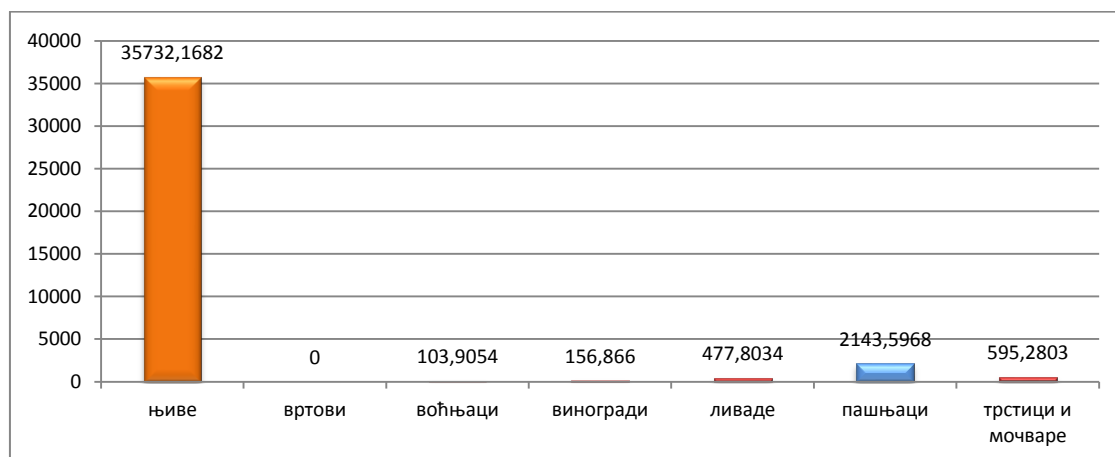 40000
35000
30000
25000
20000
15000
10000
5000
0
35732,1682
0
103,9054
156,866
477,8034
2143,5968
595,2803
њиве
вртови
воћњаци
виногради
ливаде
пашњаци
трстици и
мочваре